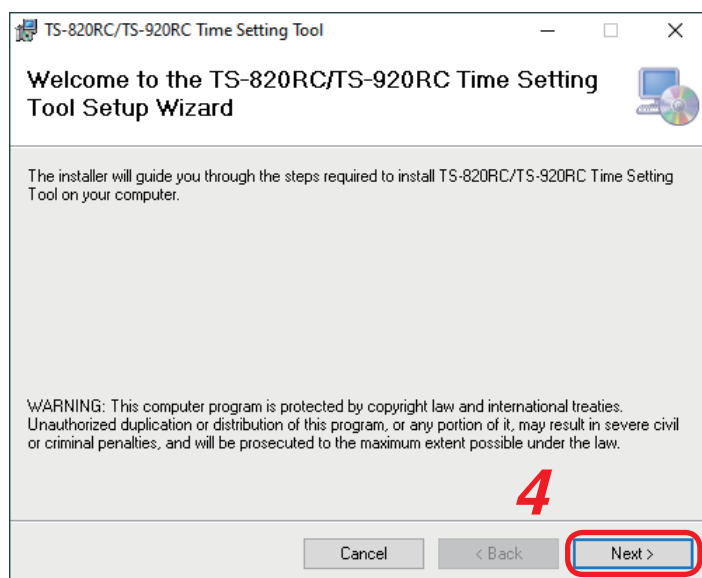 TS-820RC/TS-920RC Time Setting Tool
Welcome to the TS-820RC/TS-920RC Time Setting
Tool Setup Wizard
The installer will guide you through the steps required to install TS-820RC/TS-920RC Time Setting
Tool on your computer.
WARNING: This computer program is protected by copyright law and international treaties.
Unauthorized duplication or distribution of this program, or any portion of it, may result in severe civil
or criminal penalties, and will be prosecuted to the maximum extent possible under the law.
4
Cancel < Back Next >